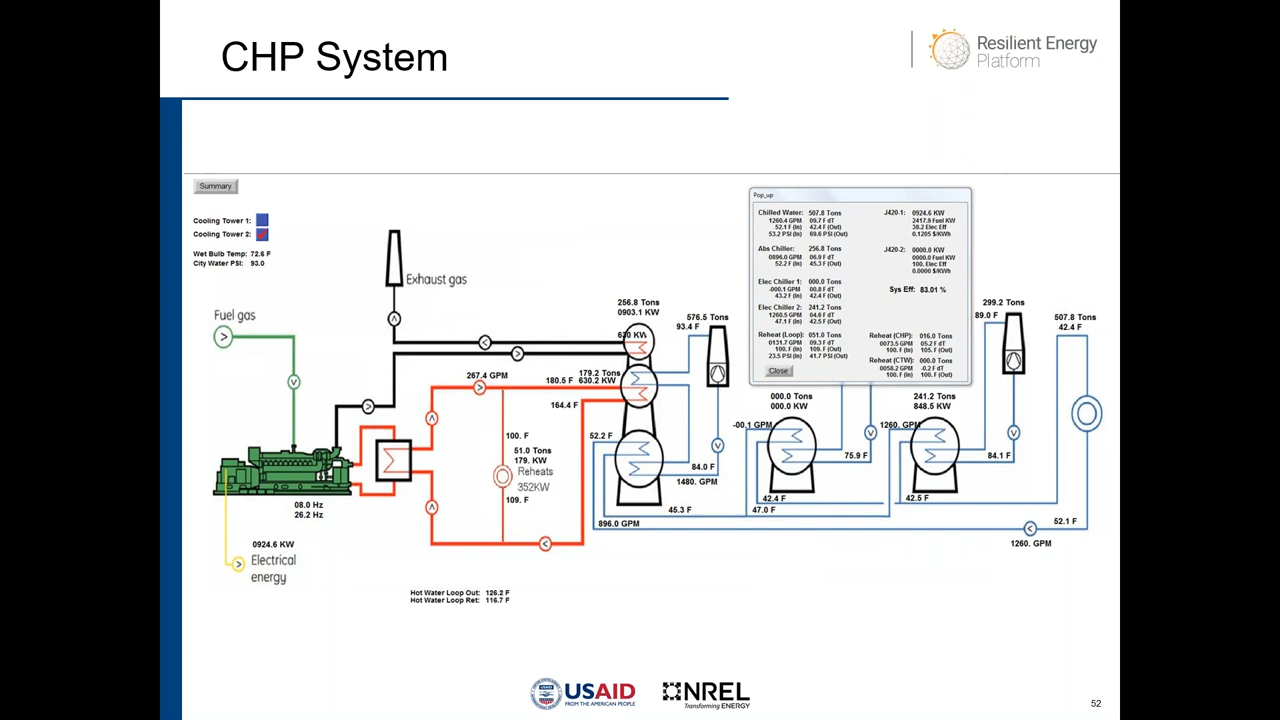 CHP System
Resilient Energy
Platform
Summary
Cooling Tower 1:
Cooling Tower 2:
Wet Bulb Temp: 72.6 F
City Water PSI: 93.0
Exhaust gas
Fuel gas
Pop_up
Chilled Water: 507.8 Tons
1260.4 GPM 09.7 F dT
52.1 F (In) 42.4 F (Out)
53.2 PSI (In) 69.6 PSI (Out)
Abs Chiller: 256.8 Tons
0896.0 GPM 06.9 F dT
52.2 F (In) 45.3 F (Out)
Elec Chiller 1: 000.0 Tons
-000.1 GPM 00.8 F dT
43.2 F (In) 42.4 F (Out)
Elec Chiller 2: 241.2 Tons
1260.5 GPM 04.6 F dT
47.1 F (In) 42.5 F (Out)
Reheat (Loop): 051.0 Tons
0131.7 GPM 09.3 F dT
100. F (In) 109. F (Out)
23.5 PSI (In) 41.7 PSI (Out)
Close
J420-1: 0924.6 KW
2417.9 Fuel KW
38.2 Elec Eff
0.1205 $/KWh
J420-2: 0000.0 KW
0000.0 Fuel KW
100. Elec Eff
0.0000 $/KWh
Sys Eff: 83.01 %
Reheat (CHP): 016.0 Tons
0073.5 GPM 05.2 F dT
100. F (In) 105. F (Out)
Reheat (CTW): 000.0 Tons
0058.2 GPM -0.2 F dT
100. F (In) 100. F (Out)
256.8 Tons
0903.1 KW
630 KW
576.5 Tons
93.4 F
299.2 Tons
89.0 F
507.8 Tons
42.4 F
267.4 GPM
179.2 Tons
180.5 F 630.2 KW
164.4 F
000.0 Tons
000.0 KW
241.2 Tons
848.5 KW
-00.1 GPM
1260. GPM
100. F
51.0 Tons
179. KW
Reheats
352KW
109. F
52.2 F
84.0 F
1480. GPM
75.9 F
84.1 F
42.4 F
42.5 F
45.3 F
47.0 F
896.0 GPM
52.1 F
1260. GPM
08.0 Hz
26.2 Hz
0924.6 KW
Electrical
energy
Hot Water Loop Out: 126.2 F
Hot Water Loop Ret: 116.7 F
USAID
FROM THE AMERICAN PEOPLE
NREL
Transforming ENERGY
52